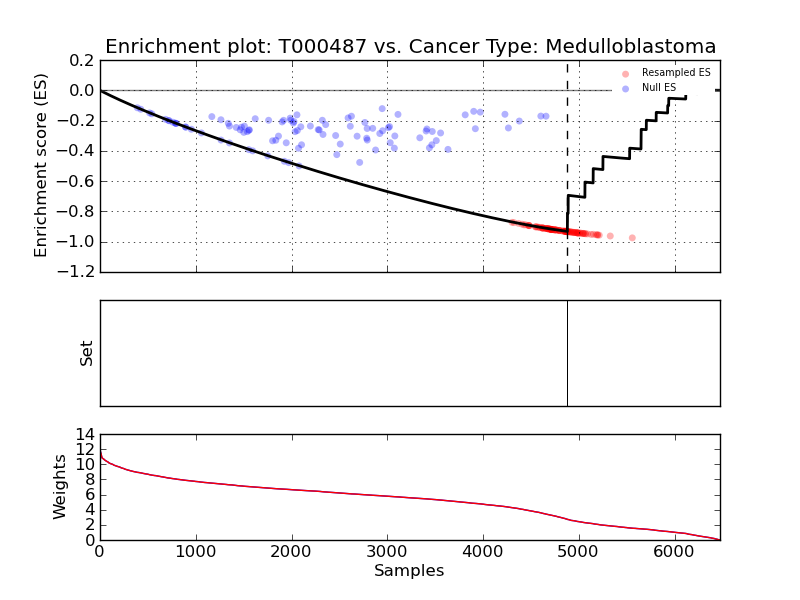 Enrichment plot: T000487 vs. Cancer Type: Medulloblastoma
Enrichment score (ES)
0.2
0.0
−0.2
−0.4
−0.6
−0.8
−1.0
−1.2
Resampled ES
Null ES
Set
Weights
14
12
10
8
6
4
2
0
0 1000 2000 3000 4000 5000 6000
Samples